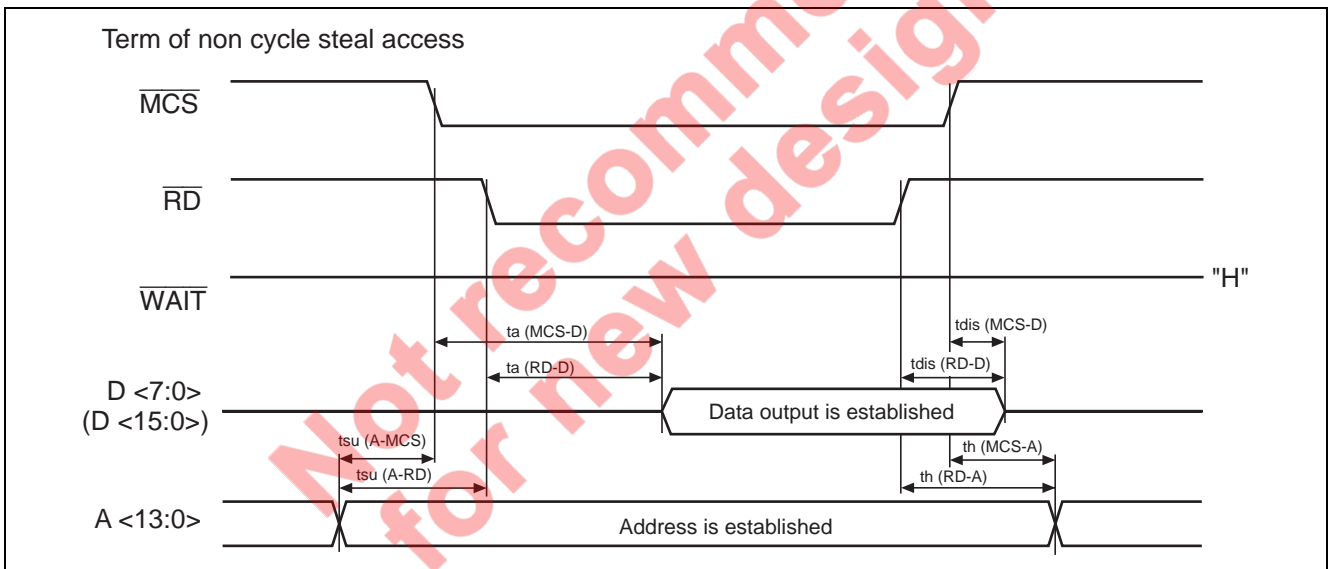 Term of non cycle steal access
MCS
RD
WAIT
"H"
ta (MCS-D)
tdis (MCS-D)
ta (RD-D)
tdis (RD-D)
D <7:0>
(D <15:0>)
Data output is established
tsu (A-MCS)
th (MCS-A)
tsu (A-RD)
th (RD-A)
A <13:0>
Address is established
Not recomme
for new desig